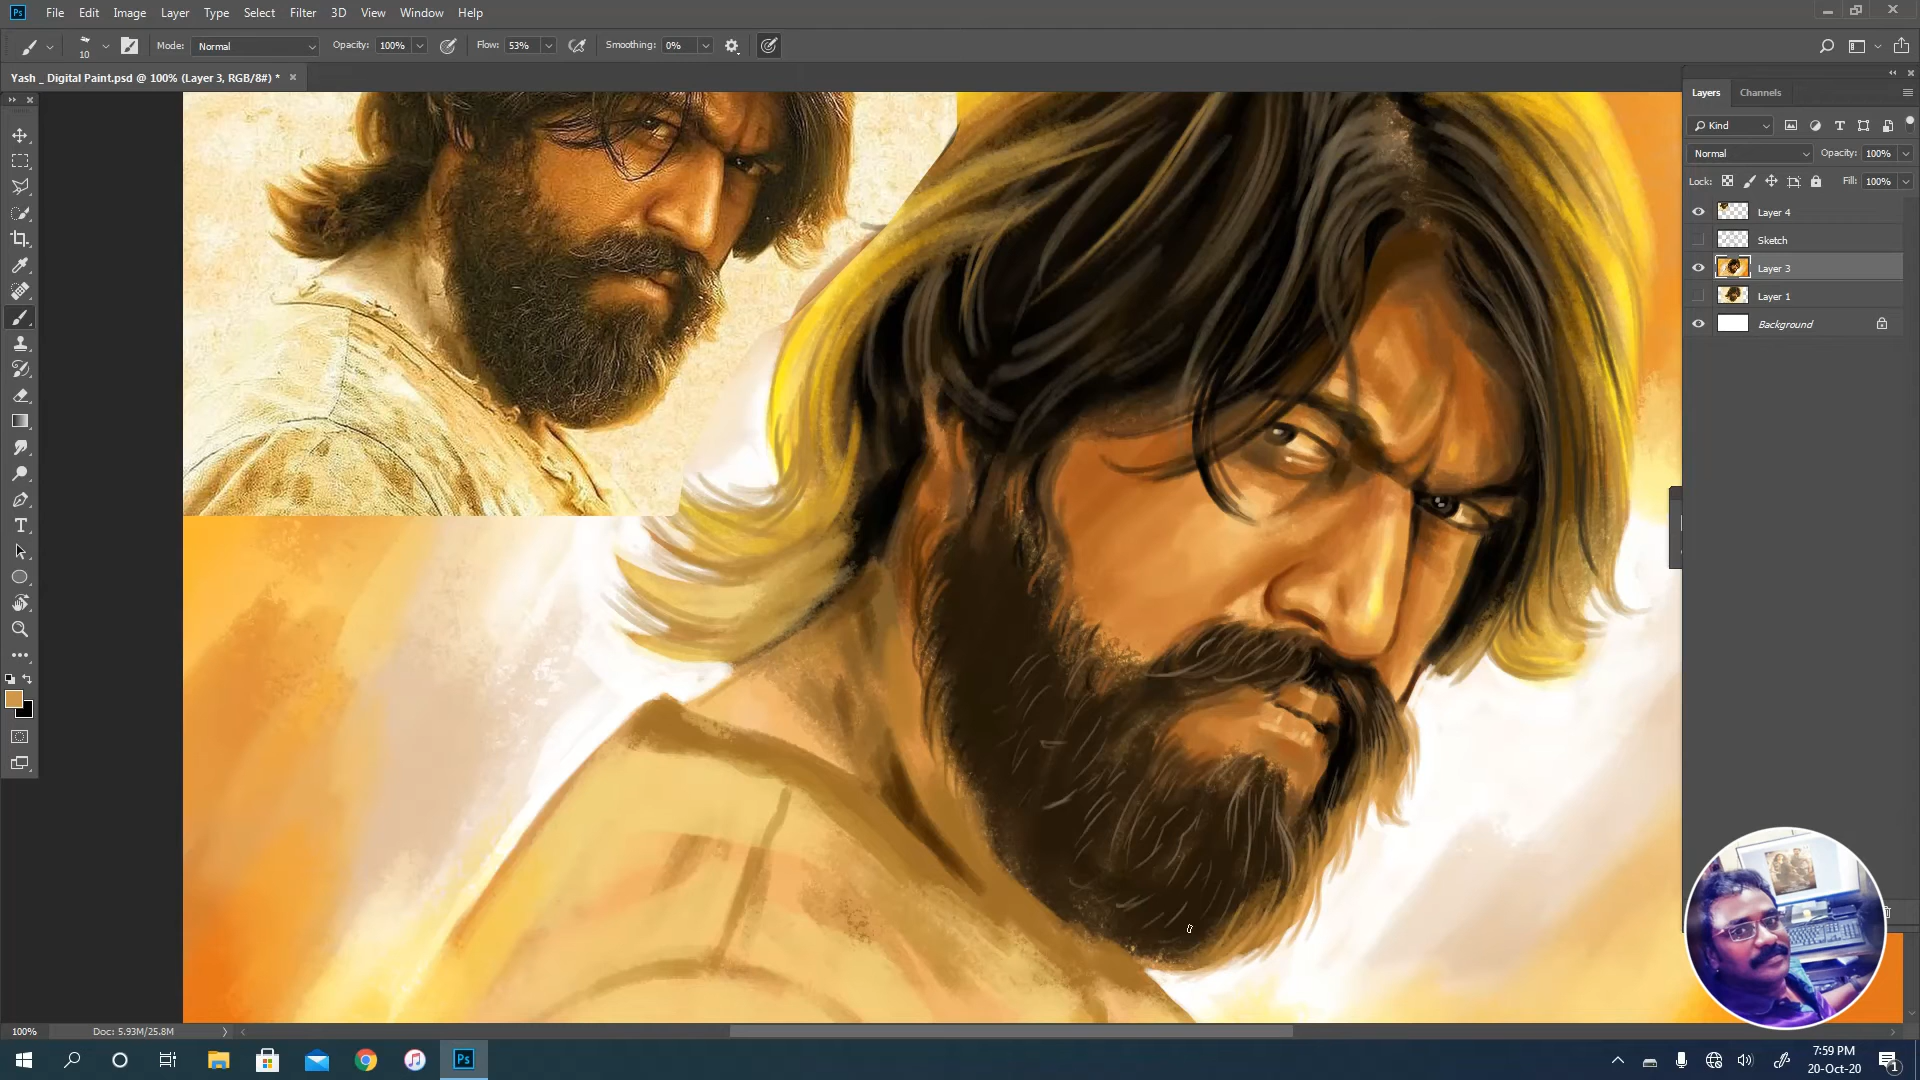 Ps File Edit Image Layer Type Select Filter 3D View Window Help
10 Mode: Normal Opacity: 100% Flow: 53% Smoothing: 0%
Yash _ Digital Paint.psd @ 100% (Layer 3, RGB/8#) * ×
Layers Channels
Kind
Normal Opacity: 100%
Lock: Fill: 100%
Layer 4
Sketch
Layer 3
Layer 1
Background
100% Doc: 5.93M/25.8M
Ps
7:59 PM
20-Oct-20
1